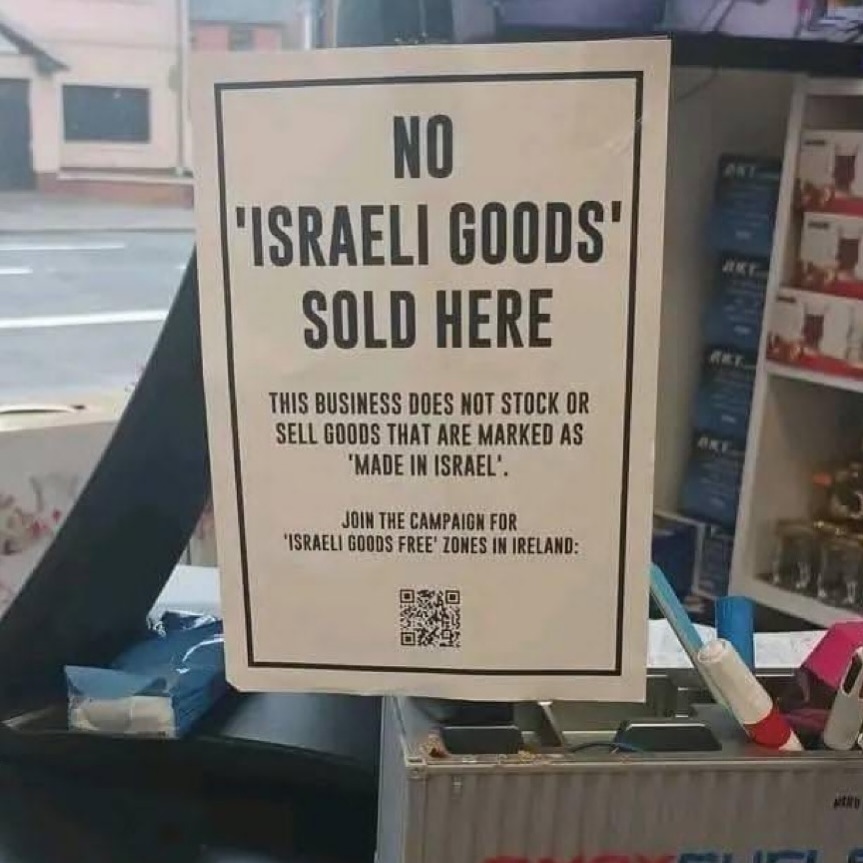 NO
'ISRAELI GOODS'
SOLD HERE
THIS BUSINESS DOES NOT STOCK OR
SELL GOODS THAT ARE MARKED AS
'MADE IN ISRAEL'.
JOIN THE CAMPAIGN FOR
'ISRAELI GOODS FREE' ZONES IN IRELAND: